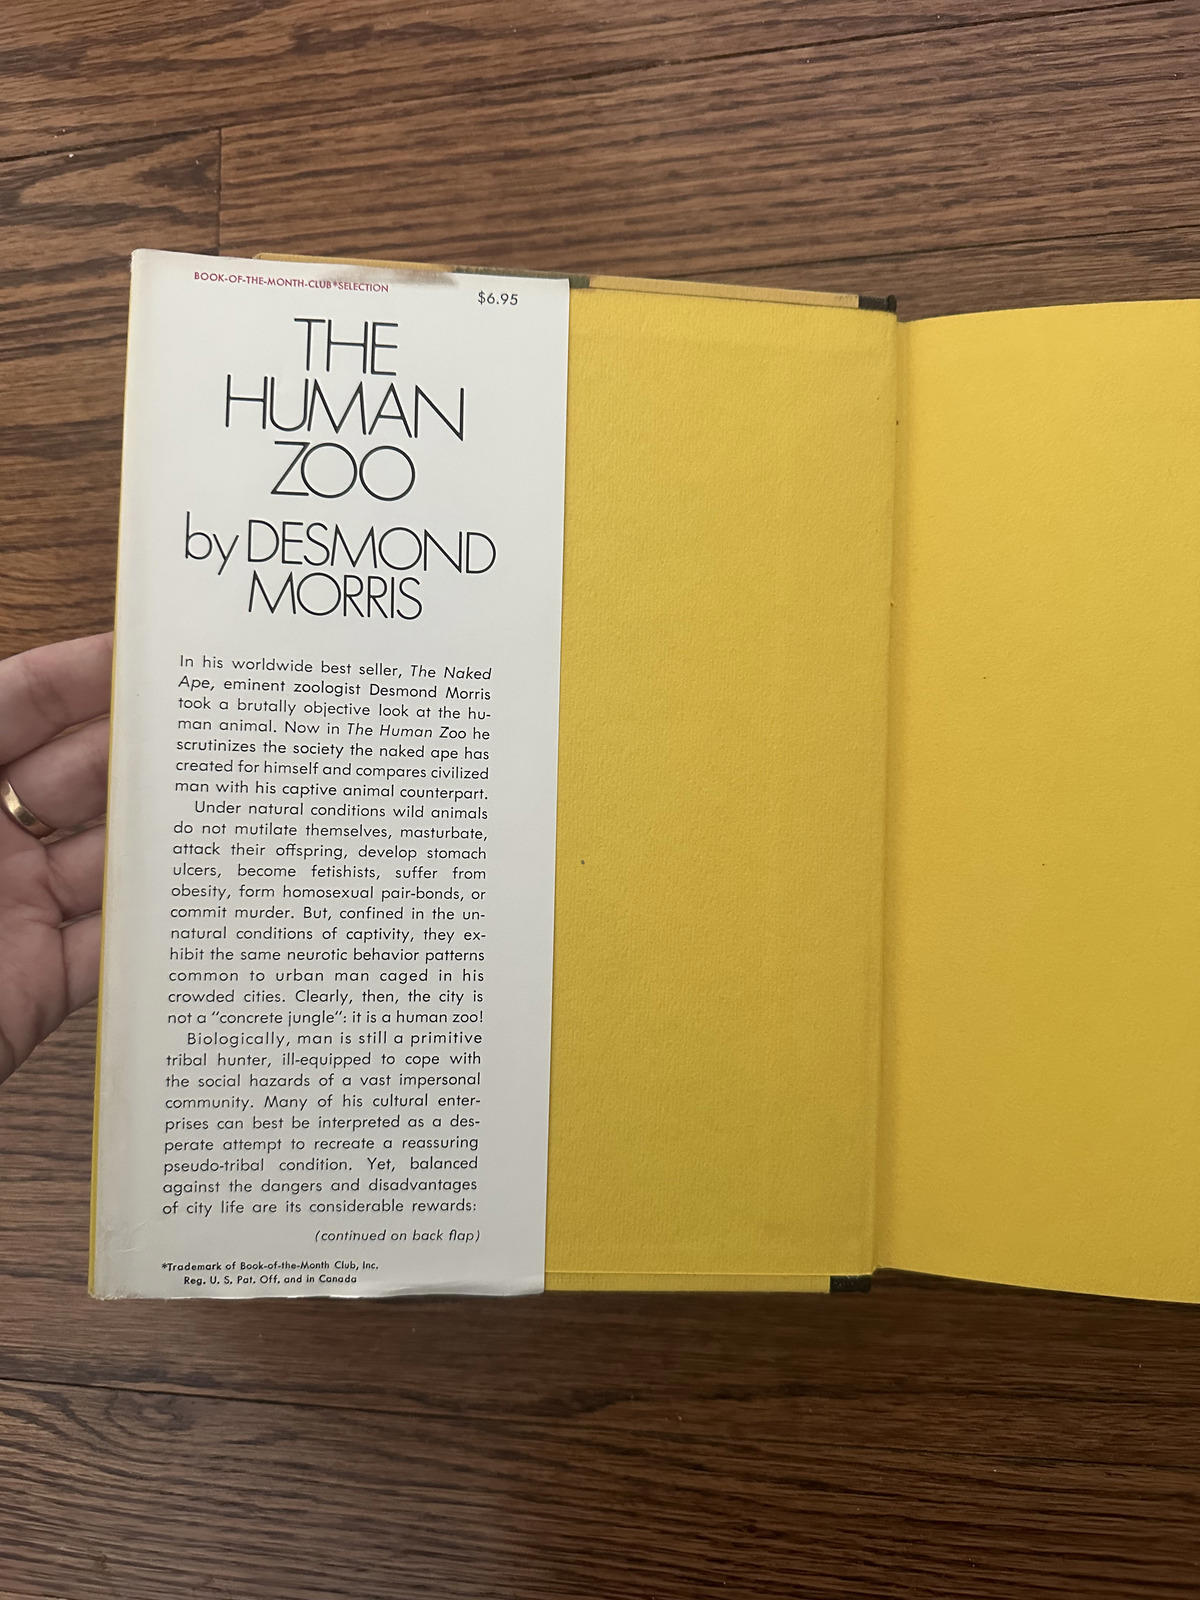 BOOK-OF-THE-MONTH-CLUB*SELECTION
$6.95
THE
HUMAN
ZOO
by DESMOND
MORRIS
In his worldwide best seller, The Naked
Ape, eminent zoologist Desmond Morris
took a brutally objective look at the hu-
man animal. Now in The Human Zoo he
scrutinizes the society the naked ape has
created for himself and compares civilized
man with his captive animal counterpart.
Under natural conditions wild animals
do not mutilate themselves, masturbate,
attack their offspring, develop stomach
ulcers, become fetishists, suffer from
obesity, form homosexual pair-bonds, or
commit murder. But, confined in the un-
natural conditions of captivity, they ex-
hibit the same neurotic behavior patterns
common to urban man caged in his
crowded cities. Clearly, then, the city is
not a "concrete jungle": it is a human zoo!
Biologically, man is still a primitive
tribal hunter, ill-equipped to cope with
the social hazards of a vast impersonal
community. Many of his cultural enter-
prises can best be interpreted as a des-
perate attempt to recreate a reassuring
pseudo-tribal condition. Yet, balanced
against the dangers and disadvantages
of city life are its considerable rewards:
(continued on back flap)
*Trademark of Book-of-the-Month Club, Inc.
Reg. U. S. Pat. Off. and in Canada